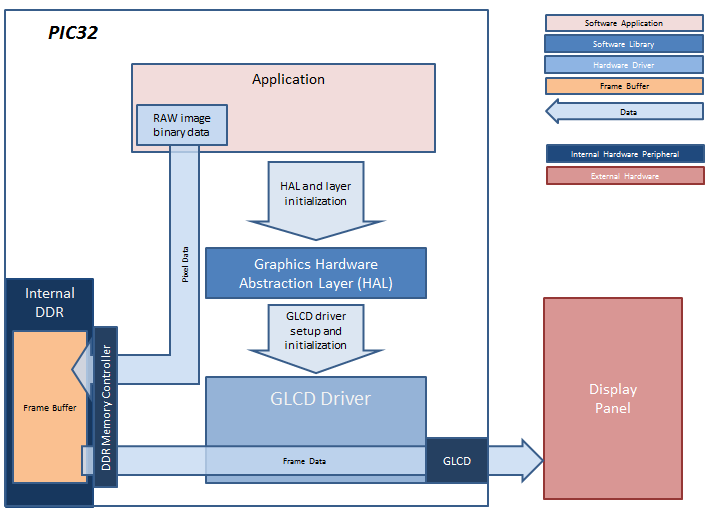 PIC32
Application
RAW image
binary data
HAL and layer
initialization
Pixel Data
Graphics Hardware
Abstraction Layer (HAL)
GLCD driver
setup and
initialization
Internal
DDR
Frame Buffer
DDR Memory Controller
GLCD Driver
Frame Data
GLCD
Display
Panel
Software Application
Software Library
Hardware Driver
Frame Buffer
Data
Internal Hardware Peripheral
External Hardware